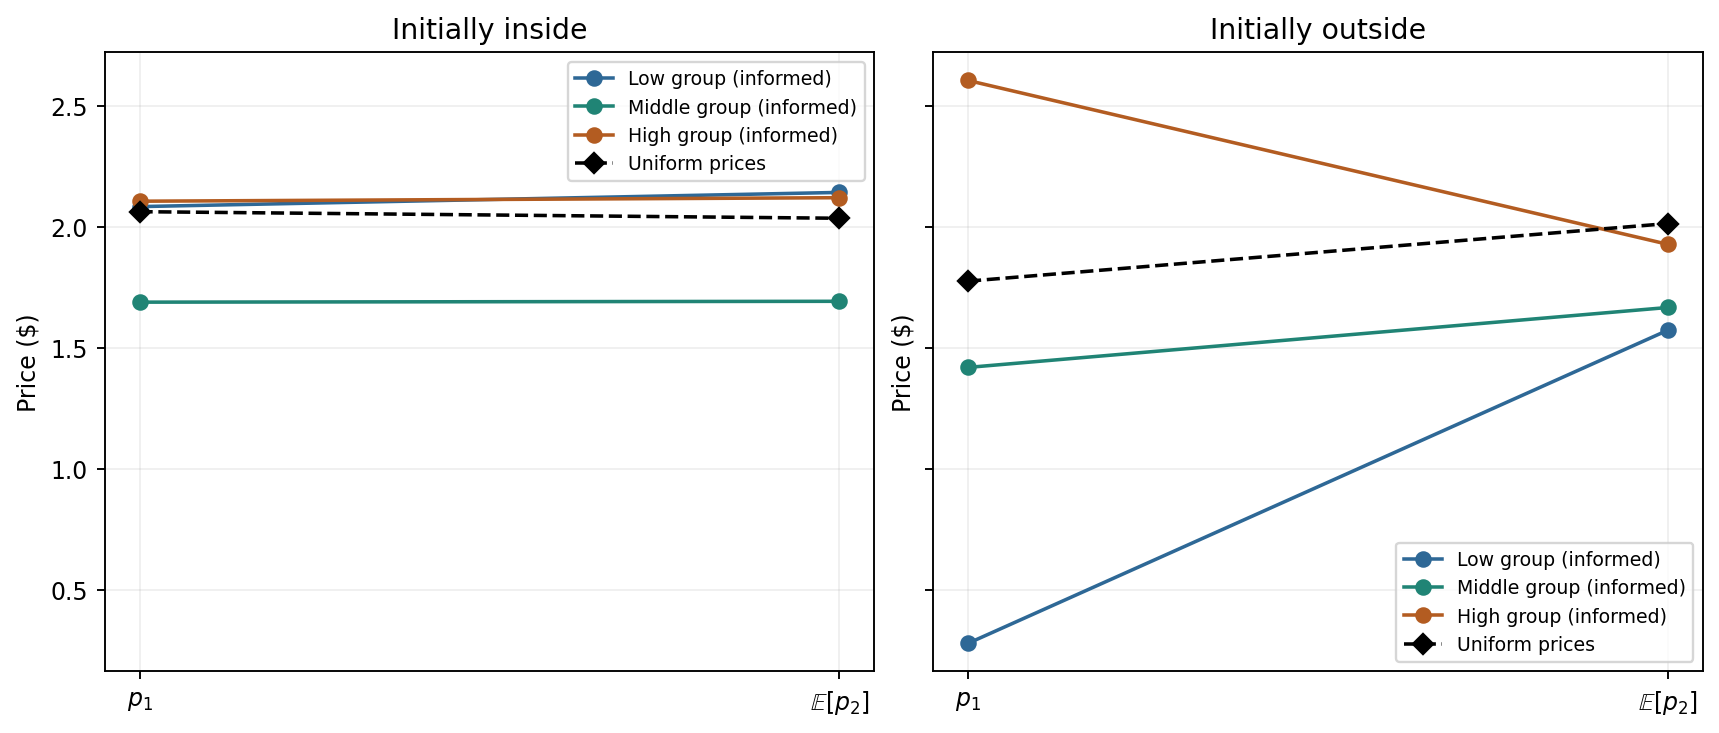 Initially inside
Price ($)
2.5
2.0
1.5
1.0
0.5
Low group (informed)
Middle group (informed)
High group (informed)
Uniform prices
p₁
𝔼[p₂]
Initially outside
Price ($)
Low group (informed)
Middle group (informed)
High group (informed)
Uniform prices
p₁
𝔼[p₂]